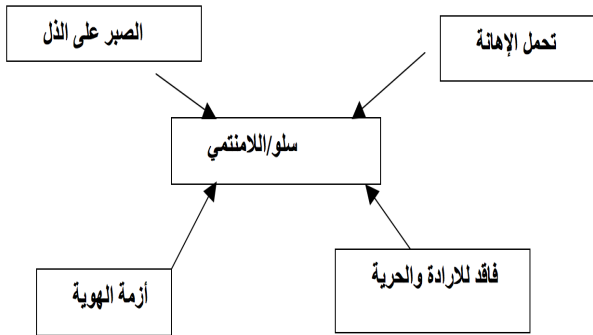 الصبر على الذل
تحمل الإهانة
سلو/اللامنتمي
فاقد للارادة والحرية
أزمة الهوية